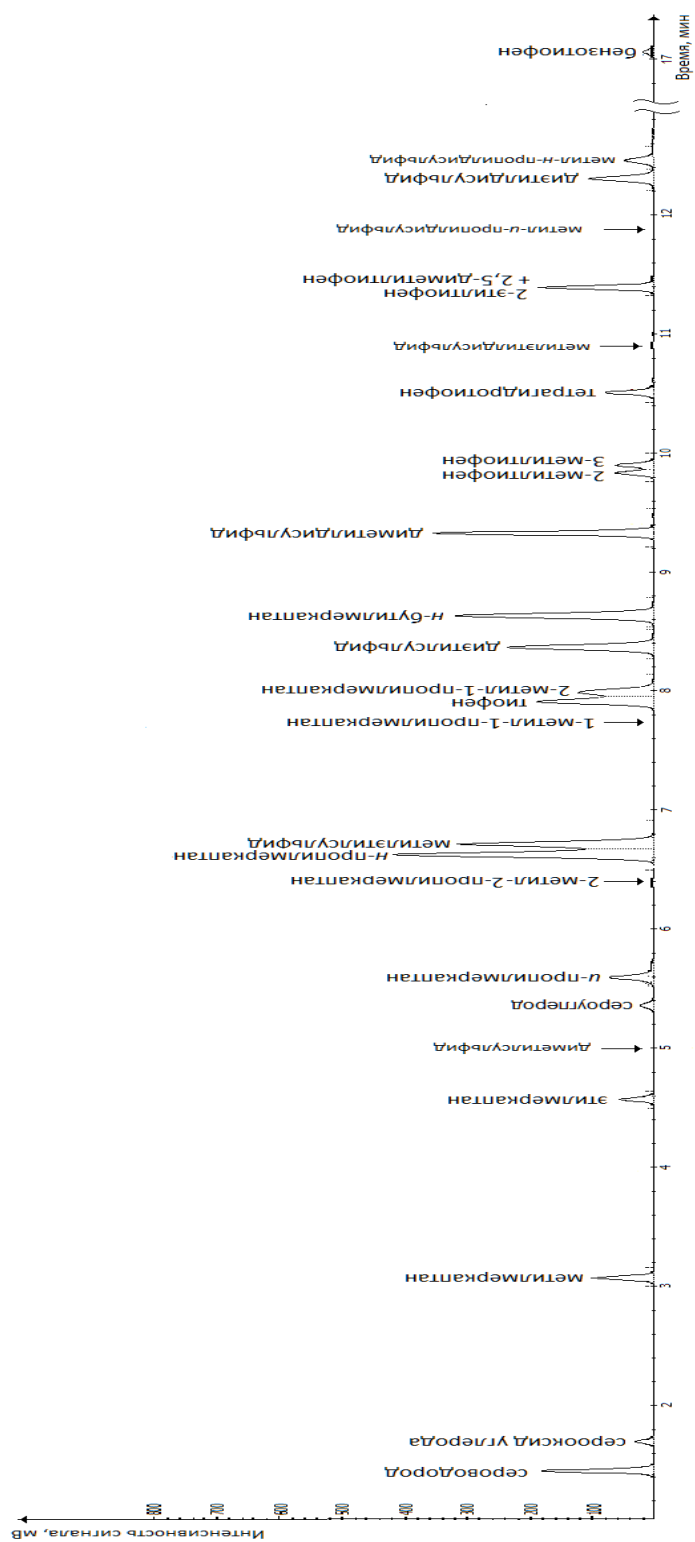 Интенсивность сигнала, мВ
800
700
600
500
400
300
200
100
сероводород
серооксид углерода
2
метилмеркаптан
3
4
этилмеркаптан
диметилсульфид
5
сероуглерод
и-пропилмеркаптан
6
2-метил-2-пропилмеркаптан
н-пропилмеркаптан
метилэтилсульфид
7
1-метил-1-пропилмеркаптан
тиофен
2-метил-1-пропилмеркаптан
8
диэтилсульфид
н-бутилмеркаптан
9
диметилдисульфид
2-метилтиофен
3-метилтиофен
10
тетрагидротиофен
метилэтилдисульфид
11
2-этилтиофен
+ 2,5-диметилтиофен
метил-и-пропилдисульфид
12
диэтилдисульфид
метил-н-пропилдисульфид
17
бензотиофен
Время, мин